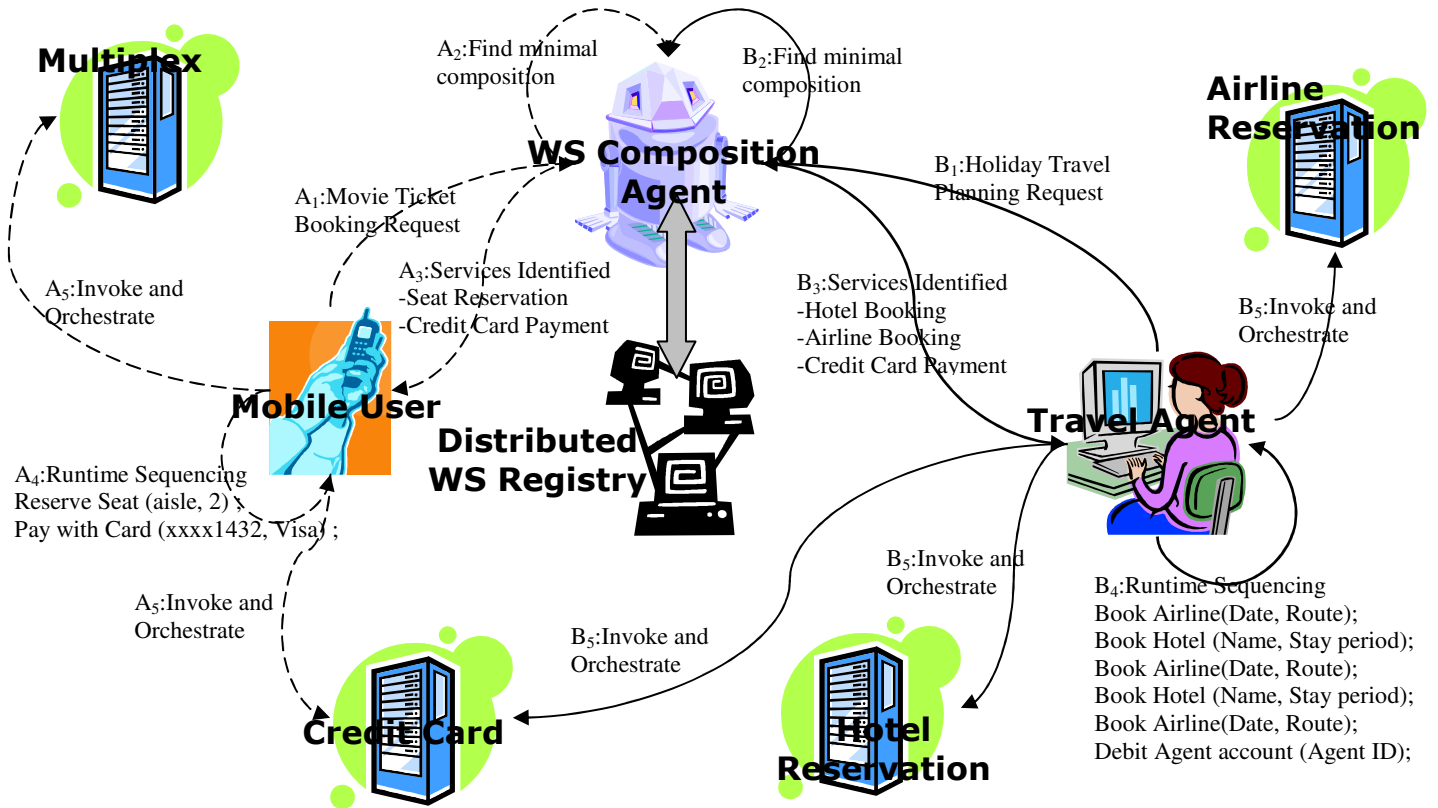 Multiplex
A₂:Find minimal
composition
B₂:Find minimal
composition
Airline
Reservation
WS Composition
Agent
B₁:Holiday Travel
Planning Request
A₁:Movie Ticket
Booking Request
A₃:Services Identified
-Seat Reservation
-Credit Card Payment
B₃:Services Identified
-Hotel Booking
-Airline Booking
-Credit Card Payment
A₅:Invoke and
Orchestrate
B₅:Invoke and
Orchestrate
Mobile User
Travel Agent
Distributed
WS Registry
A₄:Runtime Sequencing
Reserve Seat (aisle, 2) ;
Pay with Card (xxxx1432, Visa) ;
A₅:Invoke and
Orchestrate
B₅:Invoke and
Orchestrate
B₅:Invoke and
Orchestrate
B₄:Runtime Sequencing
Book Airline(Date, Route);
Book Hotel (Name, Stay period);
Book Airline(Date, Route);
Book Hotel (Name, Stay period);
Book Airline(Date, Route);
Debit Agent account (Agent ID);
Credit Card
Hotel
Reservation